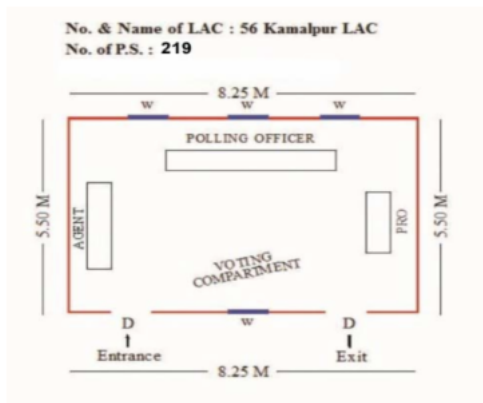 No. & Name of LAC : 56 Kamalpur LAC
No. of P.S. : 219
8.25 M
W W W
POLLING OFFICER
5.50 M
AGENT
PRO
5.50 M
VOTING
COMPARTMENT
D W D
Entrance Exit
8.25 M